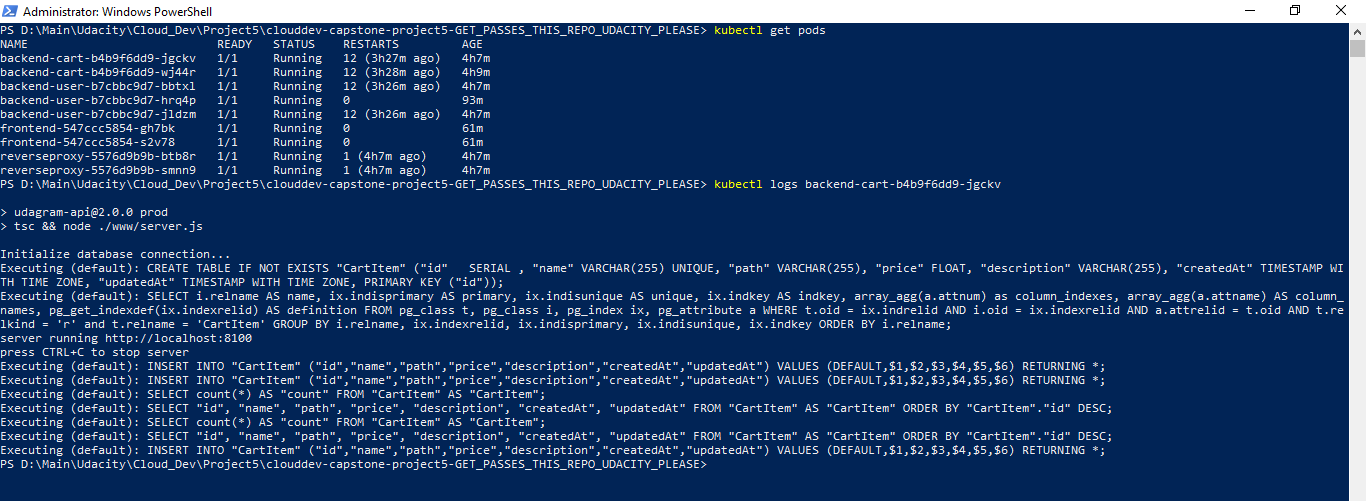 Administrator: Windows PowerShell
PS D:\Main\Udacity\Cloud_Dev\Project5\clouddev-capstone-project5-GET_PASSES_THIS_REPO_UDACITY_PLEASE> kubectl get pods
NAME READY STATUS RESTARTS AGE
backend-cart-b4b9f6dd9-jgckv 1/1 Running 12 (3h27m ago) 4h7m
backend-cart-b4b9f6dd9-wj44r 1/1 Running 12 (3h28m ago) 4h9m
backend-user-b7cbbc9d7-bbtxl 1/1 Running 12 (3h26m ago) 4h7m
backend-user-b7cbbc9d7-hrq4p 1/1 Running 0 93m
backend-user-b7cbbc9d7-jldzm 1/1 Running 12 (3h26m ago) 4h7m
frontend-547ccc5854-gh7bk 1/1 Running 0 61m
frontend-547ccc5854-s2v78 1/1 Running 0 61m
reverseproxy-5576d9b9b-btb8r 1/1 Running 1 (4h7m ago) 4h7m
reverseproxy-5576d9b9b-smnn9 1/1 Running 1 (4h7m ago) 4h7m
PS D:\Main\Udacity\Cloud_Dev\Project5\clouddev-capstone-project5-GET_PASSES_THIS_REPO_UDACITY_PLEASE> kubectl logs backend-cart-b4b9f6dd9-jgckv
> udagram-api@2.0.0 prod
> tsc && node ./www/server.js
Initialize database connection...
Executing (default): CREATE TABLE IF NOT EXISTS "CartItem" ("id" SERIAL , "name" VARCHAR(255) UNIQUE, "path" VARCHAR(255), "price" FLOAT, "description" VARCHAR(255), "createdAt" TIMESTAMP WI
TH TIME ZONE, "updatedAt" TIMESTAMP WITH TIME ZONE, PRIMARY KEY ("id"));
Executing (default): SELECT i.relname AS name, ix.indisprimary AS primary, ix.indisunique AS unique, ix.indkey AS indkey, array_agg(a.attnum) as column_indexes, array_agg(a.attname) AS column_
names, pg_get_indexdef(ix.indexrelid) AS definition FROM pg_class t, pg_class i, pg_index ix, pg_attribute a WHERE t.oid = ix.indrelid AND i.oid = ix.indexrelid AND a.attrelid = t.oid AND t.re
lkind = 'r' and t.relname = 'CartItem' GROUP BY i.relname, ix.indexrelid, ix.indisprimary, ix.indisunique, ix.indkey ORDER BY i.relname;
server running http://localhost:8100
press CTRL+C to stop server
Executing (default): INSERT INTO "CartItem" ("id","name","path","price","description","createdAt","updatedAt") VALUES (DEFAULT,$1,$2,$3,$4,$5,$6) RETURNING *;
Executing (default): INSERT INTO "CartItem" ("id","name","path","price","description","createdAt","updatedAt") VALUES (DEFAULT,$1,$2,$3,$4,$5,$6) RETURNING *;
Executing (default): SELECT count(*) AS "count" FROM "CartItem" AS "CartItem";
Executing (default): SELECT "id", "name", "path", "price", "description", "createdAt", "updatedAt" FROM "CartItem" AS "CartItem" ORDER BY "CartItem"."id" DESC;
Executing (default): SELECT count(*) AS "count" FROM "CartItem" AS "CartItem";
Executing (default): SELECT "id", "name", "path", "price", "description", "createdAt", "updatedAt" FROM "CartItem" AS "CartItem" ORDER BY "CartItem"."id" DESC;
Executing (default): INSERT INTO "CartItem" ("id","name","path","price","description","createdAt","updatedAt") VALUES (DEFAULT,$1,$2,$3,$4,$5,$6) RETURNING *;
PS D:\Main\Udacity\Cloud_Dev\Project5\clouddev-capstone-project5-GET_PASSES_THIS_REPO_UDACITY_PLEASE>